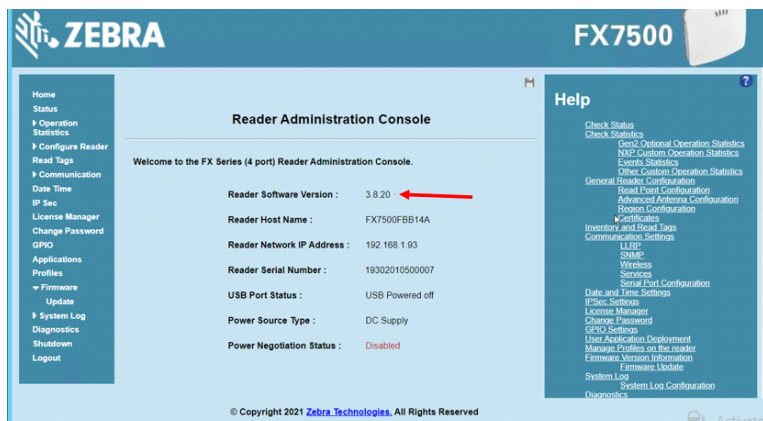 ZEBRA
FX7500
Home
Status
Operation
Statistics
Configure Reader
Read Tags
Communication
Date Time
IP Sec
License Manager
Change Password
GPIO
Applications
Profiles
Firmware
Update
System Log
Diagnostics
Shutdown
Logout
Reader Administration Console
Welcome to the FX Series (4 port) Reader Administration Console.
Reader Software Version : 3.8.20
Reader Host Name : FX7500FBB14A
Reader Network IP Address : 192.168.1.93
Reader Serial Number : 19302010500007
USB Port Status : USB Powered off
Power Source Type : DC Supply
Power Negotiation Status : Disabled
© Copyright 2021 Zebra Technologies. All Rights Reserved
?
Help
Check Status
Check Statistics
Gen2 Optional Operation Statistics
NXP Custom Operation Statistics
Events Statistics
Other Custom Operation Statistics
General Reader Configuration
Read Point Configuration
Advanced Antenna Configuration
Region Configuration
Certificates
Inventory and Read Tags
Communication Settings
LLRP
SNMP
Wireless
Services
Serial Port Configuration
Date and Time Settings
IPSec Settings
License Manager
Change Password
GPIO Settings
User Application Deployment
Manage Profiles on the reader
Firmware Version Information
Firmware Update
System Log
System Log Configuration
Diagnostics
Activate